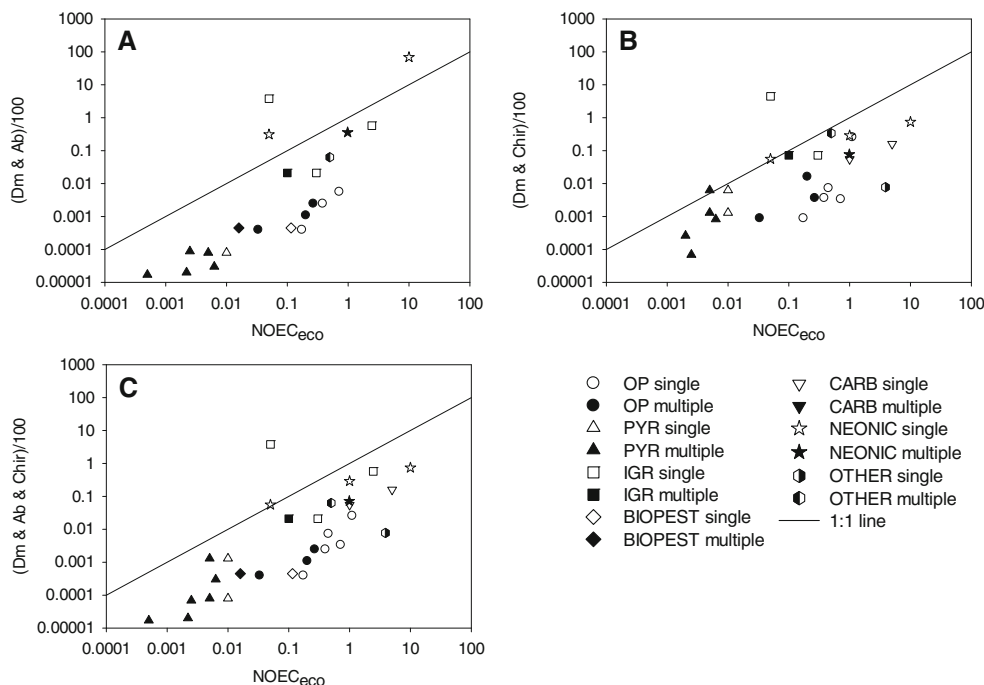 A
(Dm & Ab)/100
1000
100
10
1
0.1
0.01
0.001
0.0001
0.00001
0.0001 0.001 0.01 0.1 1 10 100
NOECeco
B
(Dm & Chir)/100
1000
100
10
1
0.1
0.01
0.001
0.0001
0.00001
0.0001 0.001 0.01 0.1 1 10 100
NOECeco
C
(Dm & Ab & Chir)/100
1000
100
10
1
0.1
0.01
0.001
0.0001
0.00001
0.0001 0.001 0.01 0.1 1 10 100
NOECeco
OP single
OP multiple
PYR single
PYR multiple
IGR single
IGR multiple
BIOPEST single
BIOPEST multiple
CARB single
CARB multiple
NEONIC single
NEONIC multiple
OTHER single
OTHER multiple
1:1 line